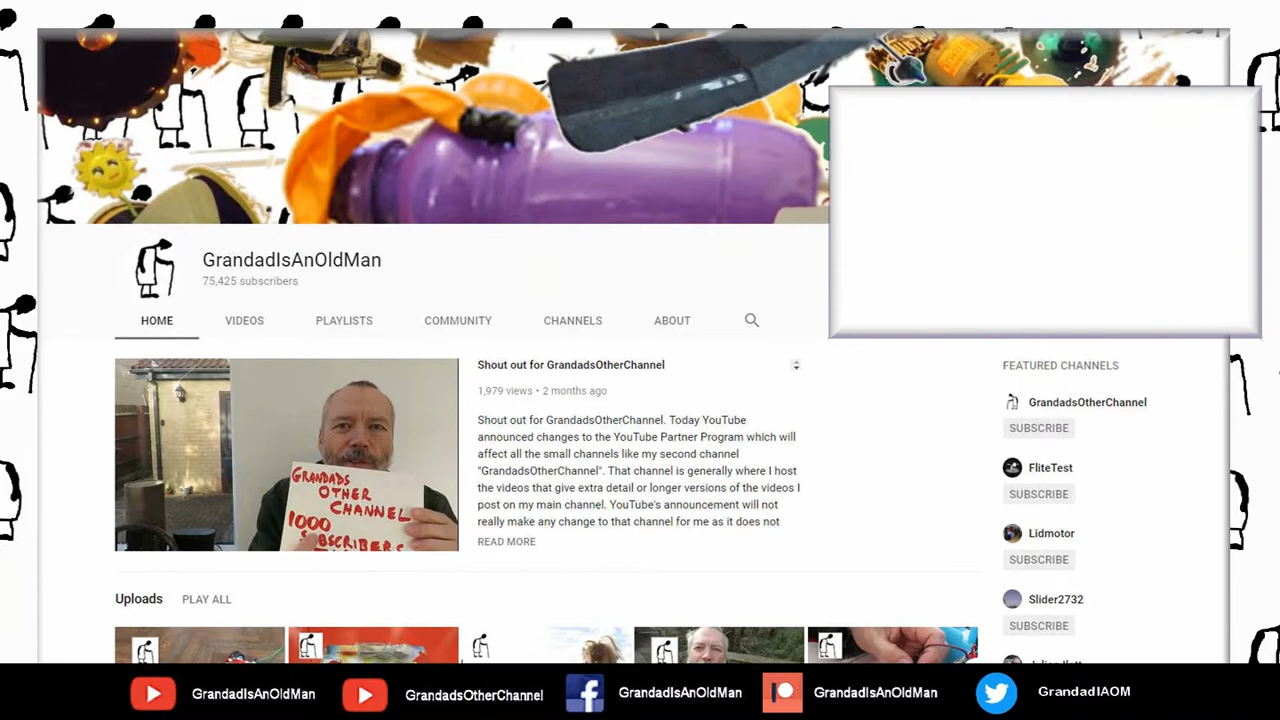 GrandadIsAnOldMan
75,425 subscribers
HOME VIDEOS PLAYLISTS COMMUNITY CHANNELS ABOUT
Shout out for GrandadsOtherChannel
1,979 views • 2 months ago
Shout out for GrandadsOtherChannel. Today YouTube
announced changes to the YouTube Partner Program which will
affect all the small channels like my second channel
"GrandadsOtherChannel". That channel is generally where I host
the videos that give extra detail or longer versions of the videos I
post on my main channel. YouTube's announcement will not
really make any change to that channel for me as it does not
READ MORE
GRANDADS
OTHER
CHANNEL
1000
SUBSCRIBERS
FEATURED CHANNELS
GrandadsOtherChannel
SUBSCRIBE
FliteTest
SUBSCRIBE
Lidmotor
SUBSCRIBE
Slider2732
SUBSCRIBE
Uploads PLAY ALL
GrandadIsAnOldMan GrandadsOtherChannel GrandadIsAnOldMan GrandadIsAnOldMan GrandadIAOM